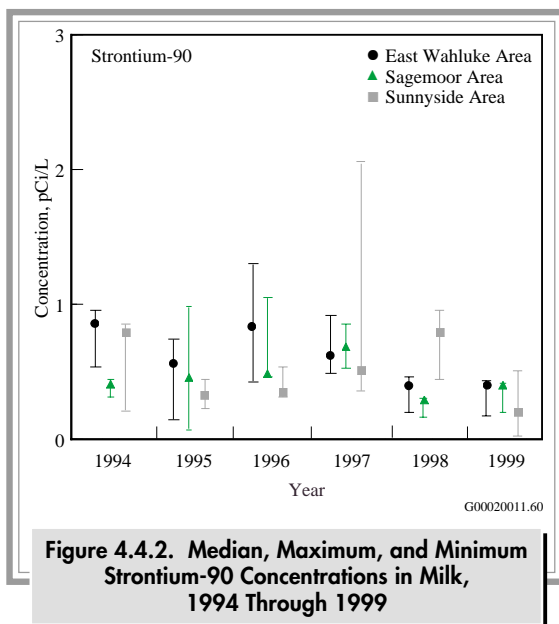 3
Strontium-90
East Wahluke Area
Sagemoor Area
Sunnyside Area
2
Concentration, pCi/L
1
0
1994 1995 1996 1997 1998 1999
Year
G00020011.60
Figure 4.4.2. Median, Maximum, and Minimum
Strontium-90 Concentrations in Milk,
1994 Through 1999